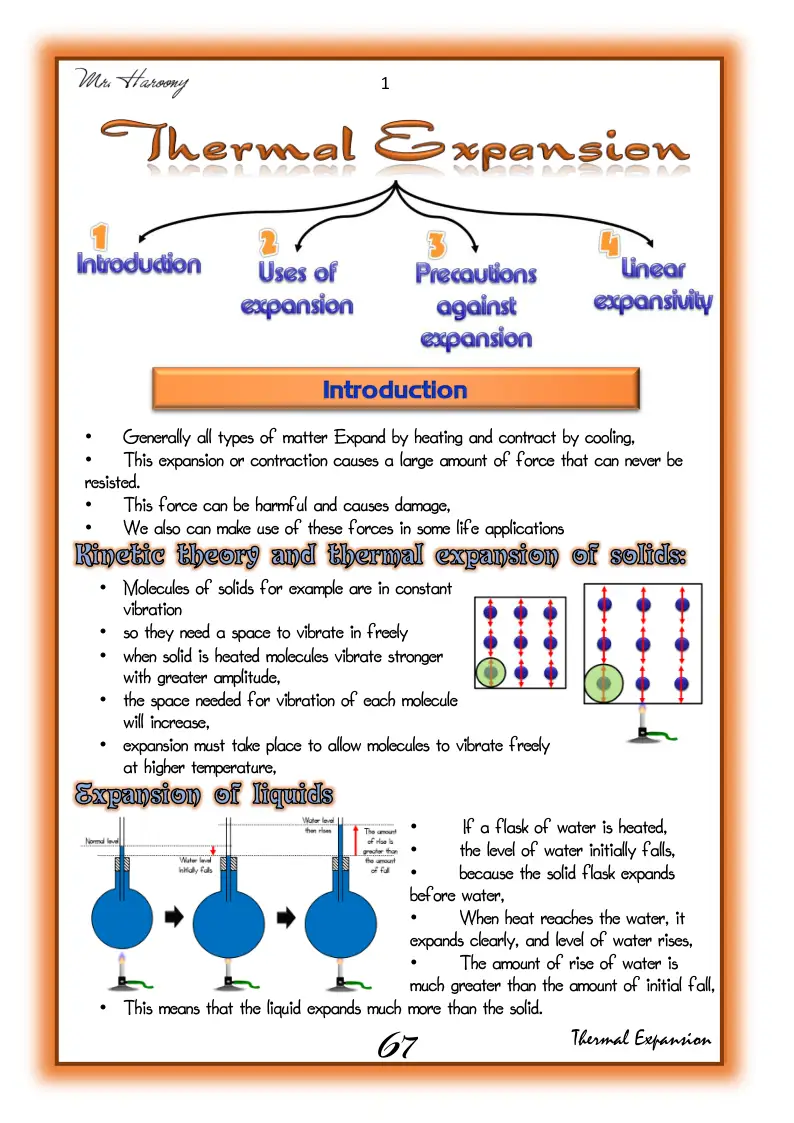 Mr. Haroony
1
Thermal Expansion
1
Introduction
2
Uses of
expansion
3
Precautions
against
expansion
4
Linear
expansivity
Introduction
• Generally all types of matter Expand by heating and contract by cooling,
• This expansion or contraction causes a large amount of force that can never be
resisted.
• This force can be harmful and causes damage,
• We also can make use of these forces in some life applications
Kinetic theory and thermal expansion of solids:
• Molecules of solids for example are in constant
vibration
• so they need a space to vibrate in freely
• when solid is heated molecules vibrate stronger
with greater amplitude,
• the space needed for vibration of each molecule
will increase,
• expansion must take place to allow molecules to vibrate freely
at higher temperature,
Expansion of liquids
Normal level
Water level
initially falls
Water level
then rises
The amount
of rise is
greater than
the amount
of fall
• If a flask of water is heated,
• the level of water initially falls,
• because the solid flask expands
before water,
• When heat reaches the water, it
expands clearly, and level of water rises,
• The amount of rise of water is
much greater than the amount of initial fall,
• This means that the liquid expands much more than the solid.
67
Thermal Expansion